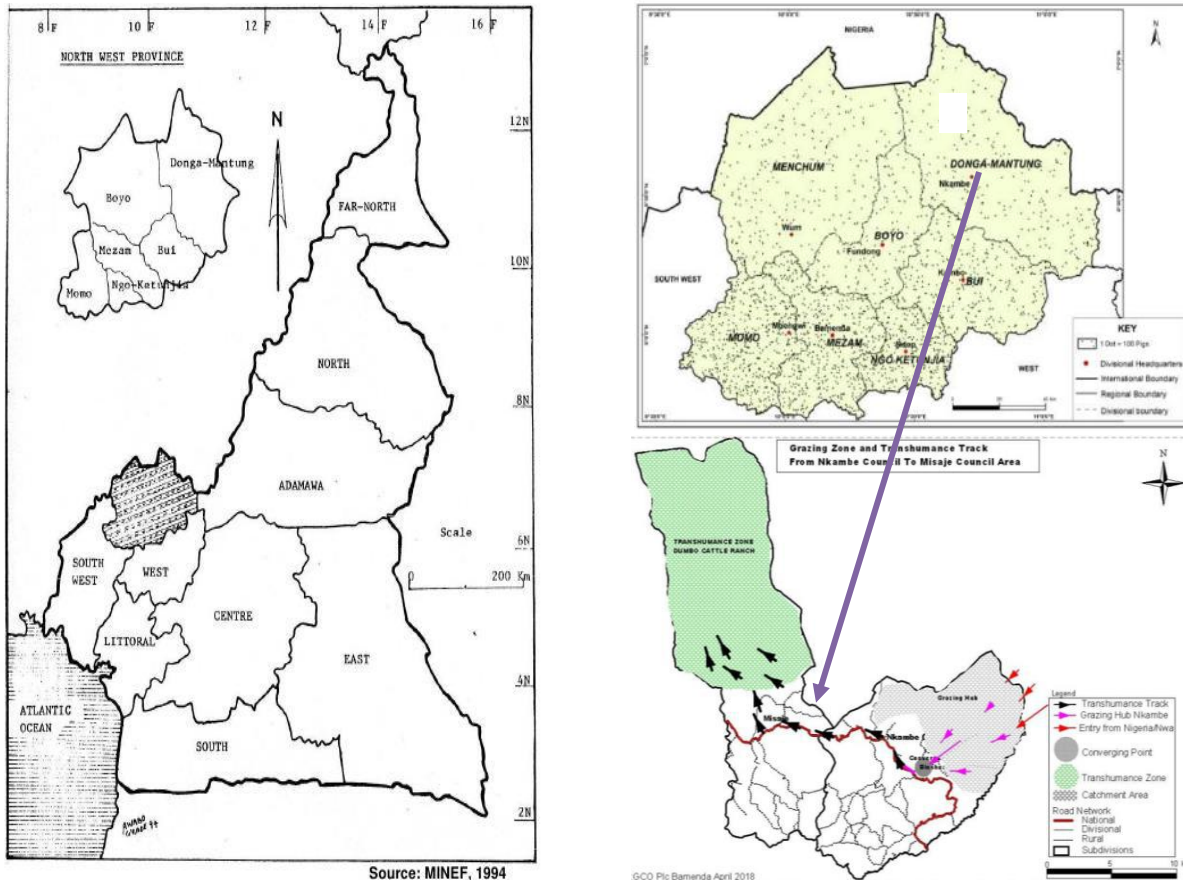 8 F
10 F
12 F
14 F
16 F
NORTH WEST PROVINCE
N
12N
Donga-Mantung
Boyo
FAR-NORTH
Mezam
Bui
Ngo-Ketunjia
Momo
10N
NORTH
8N
ADAMAWA
Scale
6N
200 Km
SOUTH
WEST
WEST
CENTRE
LITTORAL
EAST
4N
ATLANTIC
OCEAN
SOUTH
2N
Source: MINEF, 1994
NIGERIA
N
MENCHUM
DONGA-MANTUNG
Nkambe
Wum
BOYO
Fundong
SOUTH WEST
BUI
MOMO
Bamenda
MEZAM
NGO KETUNJIA
WEST
KEY
1 Dot = 100 Pigs
Divisional Headquarters
International Boundary
Regional Boundary
Divisional boundary
Grazing Zone and Transhumance Track
From Nkambe Council To Misaje Council Area
N
TRANSHUMANCE ZONE
DUMBO CATTLE RANCH
Grazing Hub
Misaje
Nkambe
Legend
Transhumance Track
Grazing Hub Nkambe
Entry from Nigeria/Nwa
Converging Point
Transhumance Zone
Catchment Area
Road Network
National
Divisional
Rural
Subdivisions
0 5 10
GCO Plc Bamenda April 2018